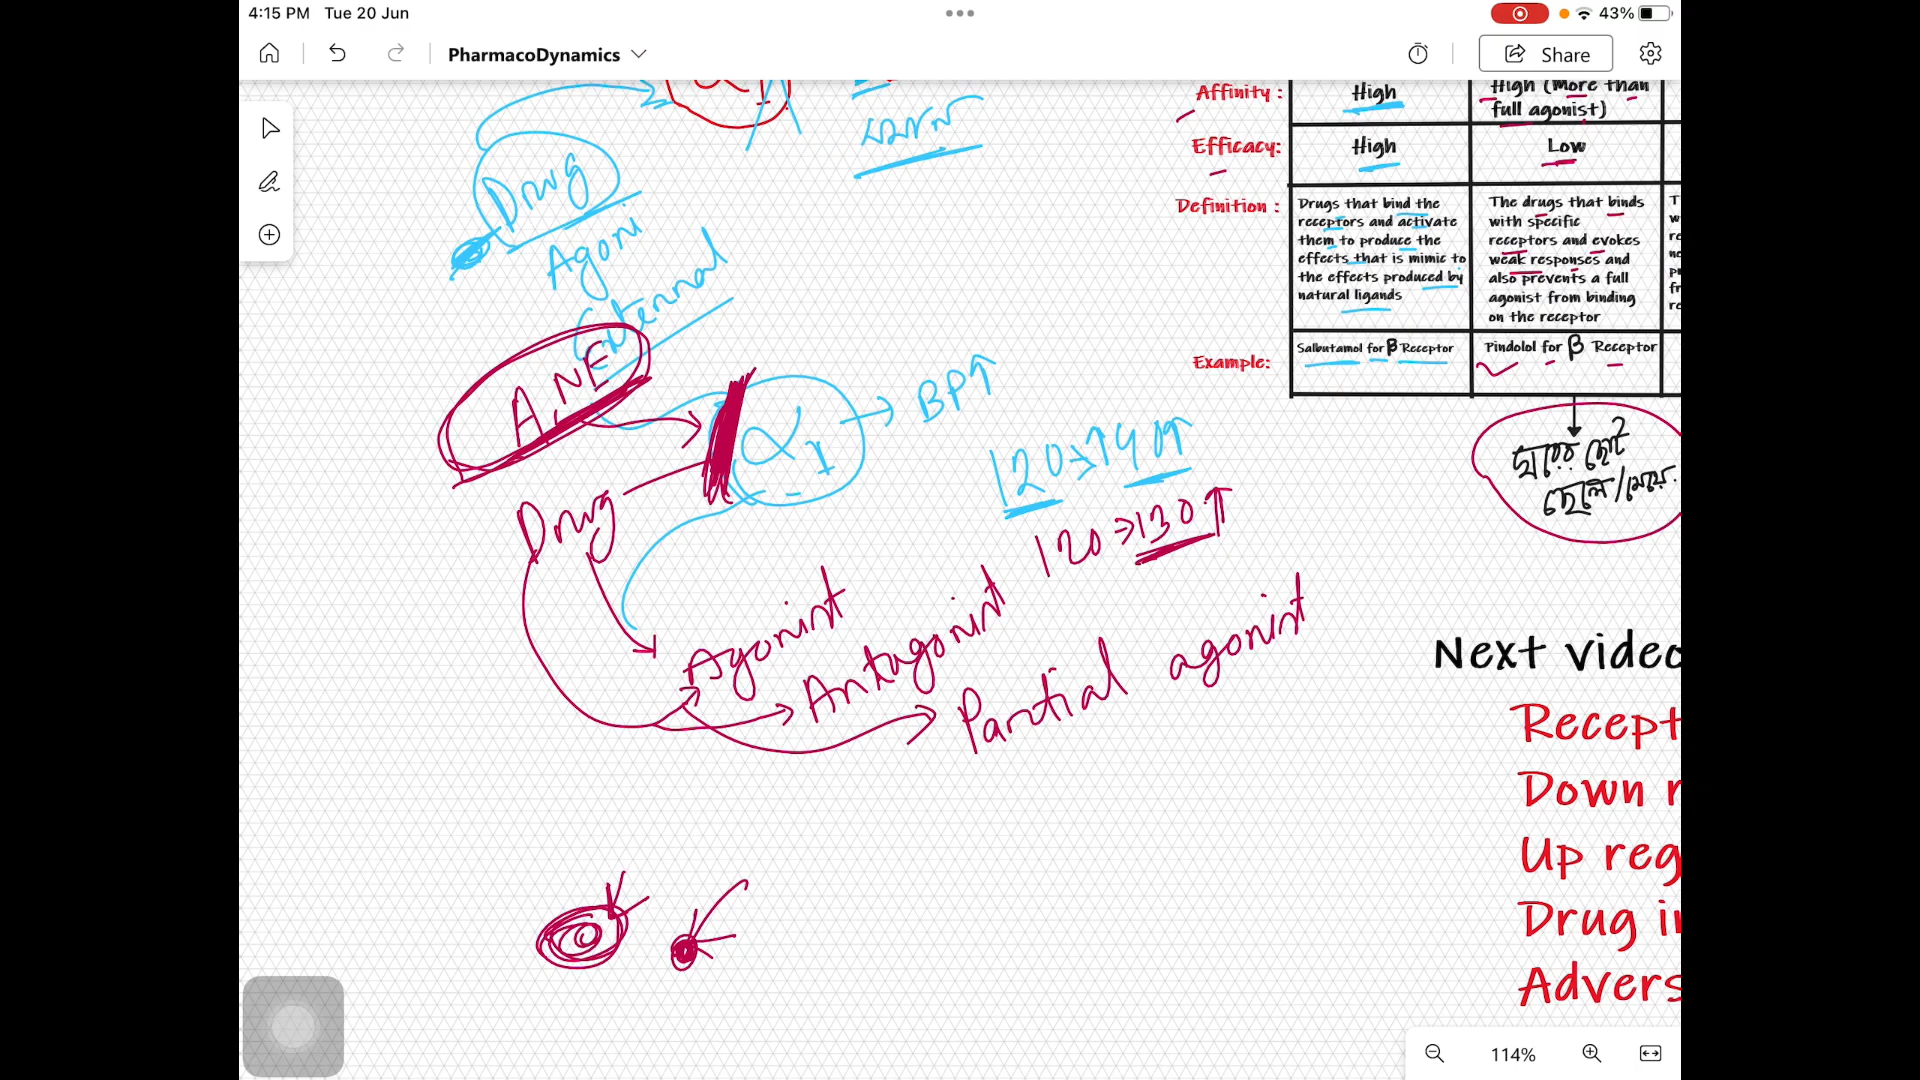 4:15 PM Tue 20 Jun
43%
PharmacoDynamics
Share
Drug
Agoni
External
A, NE
α1
BP↑
120 → 140↑
120 → 130↑
Drug
Agonist
Antagonist
Partial agonist
Affinity :
High
High (More than
full agonist)
Efficacy:
High
Low
Definition :
Drugs that bind the
receptors and activate
them to produce the
effects that is mimic to
the effects produced by
natural ligands
The drugs that binds
with specific
receptors and evokes
weak responses and
also prevents a full
agonist from binding
on the receptor
Example:
Salbutamol for β Receptor
Pindolol for β Receptor
ছেলে/মেয়ে
Next video
Recept
Down r
Up reg
Drug in
Advers
114%